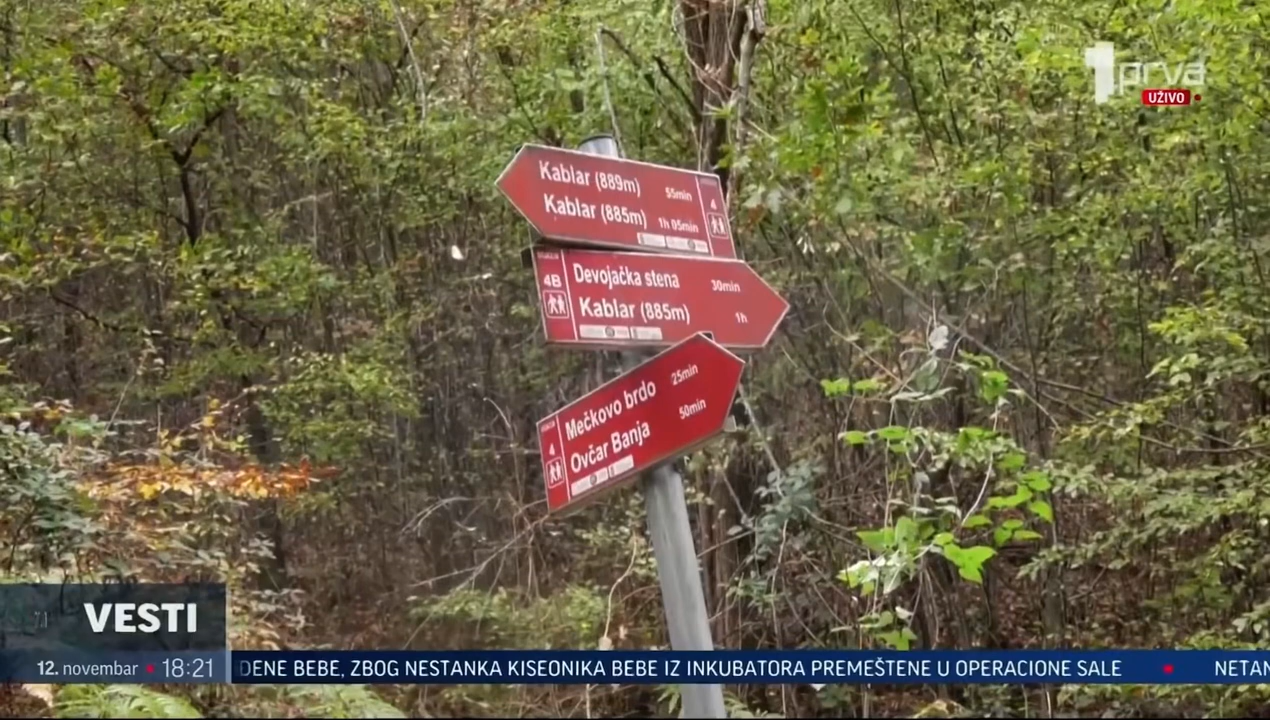 1prva
UŽIVO
Kablar (889m) 55min
Kablar (885m) 1h 05min
4
4B
Devojačka stena 30min
Kablar (885m) 1h
4
Mečkovo brdo 25min
Ovčar Banja 50min
VESTI
12. novembar 18:21
DENE BEBE, ZBOG NESTANKA KISEONIKA BEBE IZ INKUBATORA PREMEŠTENE U OPERACIONE SALE
NETAN